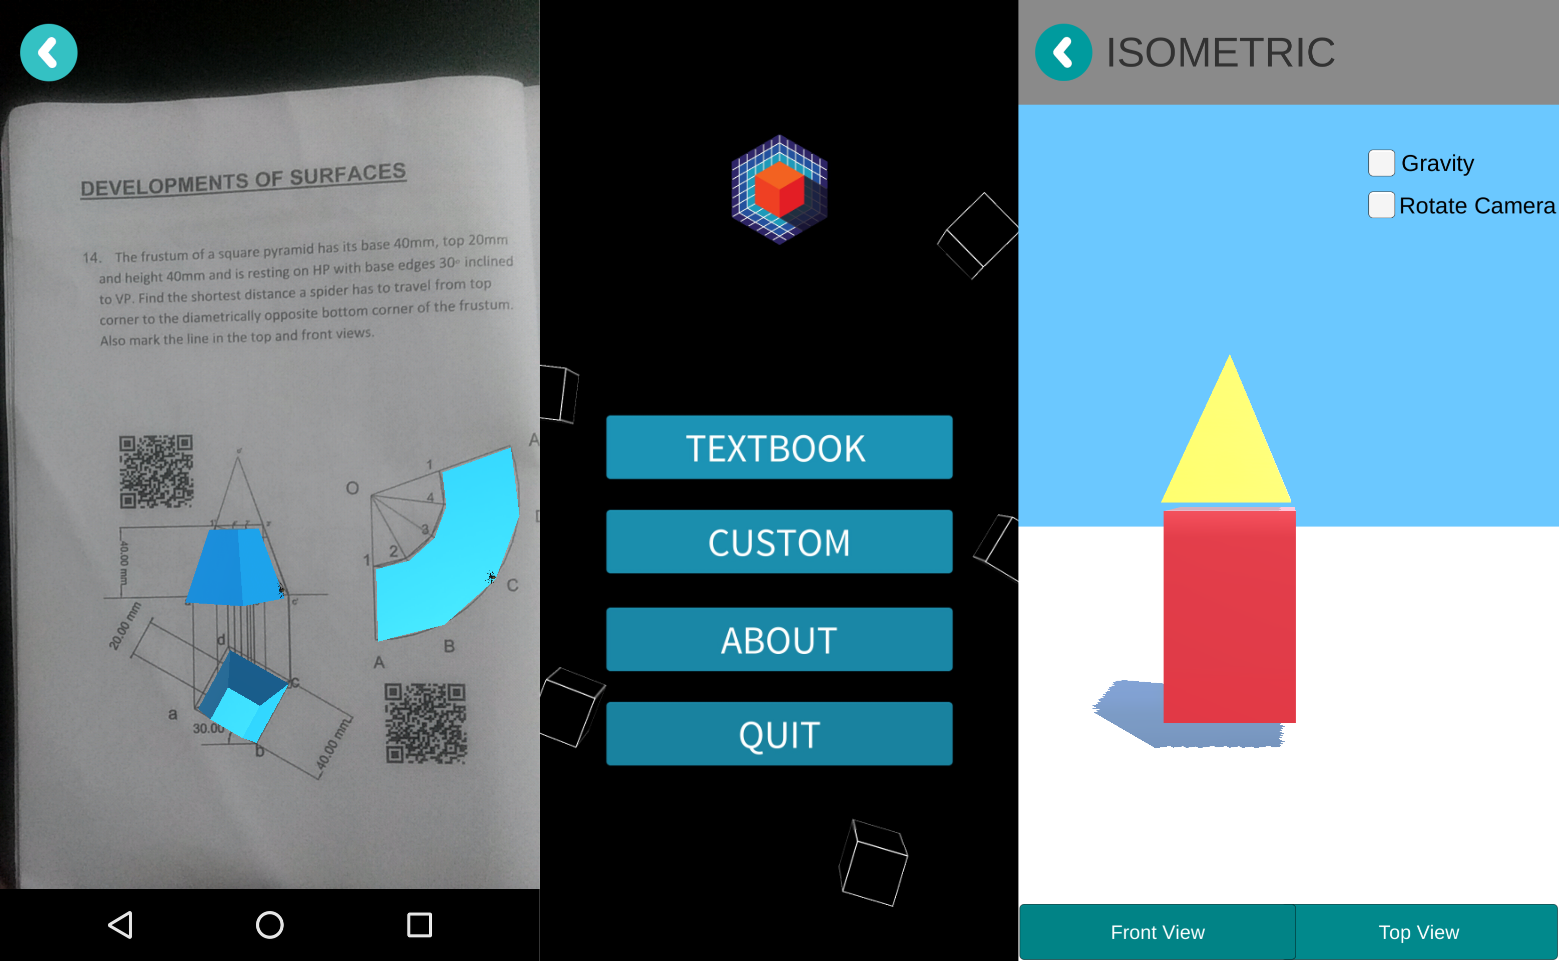 DEVELOPMENTS OF SURFACES
14. The frustum of a square pyramid has its base 40mm, top 20mm
and height 40mm and is resting on HP with base edges 30° inclined
to VP. Find the shortest distance a spider has to travel from top
corner to the diametrically opposite bottom corner of the frustum.
Also mark the line in the top and front views.
A
1
O
4
3
2
1
40.00 mm
C
B
A
20.00 mm
d
c
a
30.00
b
40.00 mm
TEXTBOOK
CUSTOM
ABOUT
QUIT
ISOMETRIC
Gravity
Rotate Camera
Front View
Top View